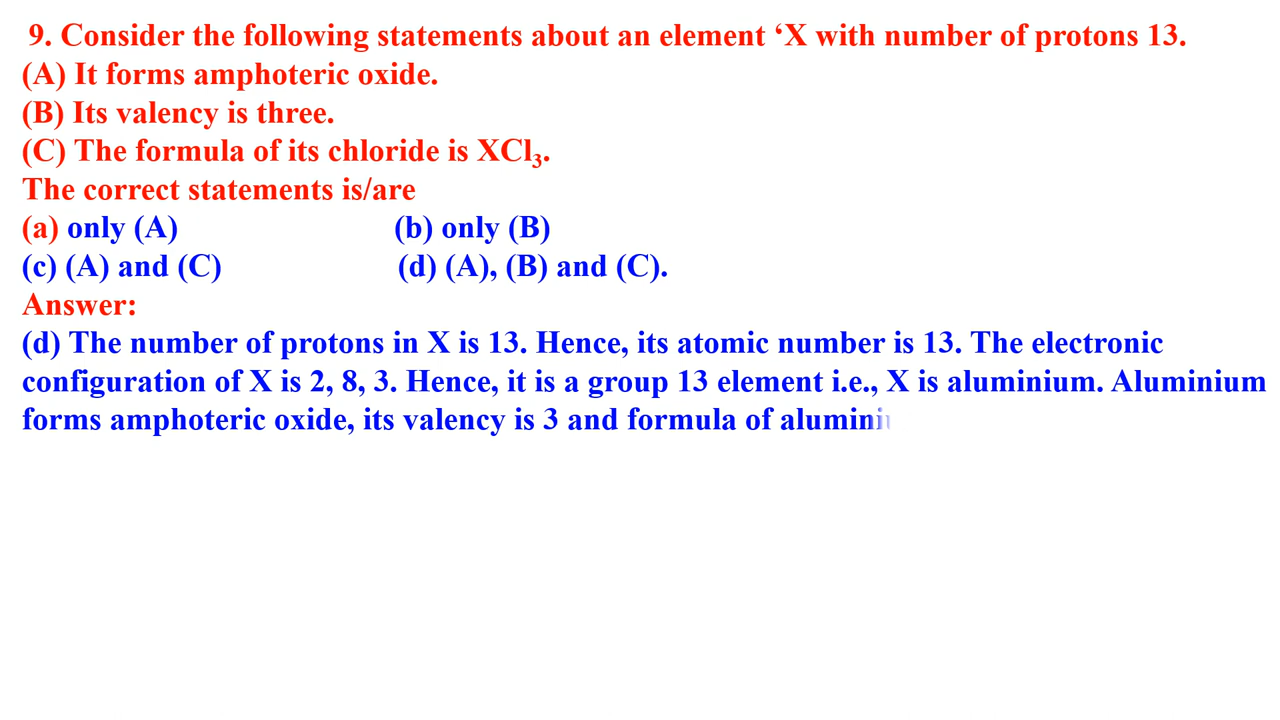 9. Consider the following statements about an element ‘X with number of protons 13.
(A) It forms amphoteric oxide.
(B) Its valency is three.
(C) The formula of its chloride is XCl₃.
The correct statements is/are
(a) only (A) (b) only (B)
(c) (A) and (C) (d) (A), (B) and (C).
Answer:
(d) The number of protons in X is 13. Hence, its atomic number is 13. The electronic
configuration of X is 2, 8, 3. Hence, it is a group 13 element i.e., X is aluminium. Aluminium
forms amphoteric oxide, its valency is 3 and formula of